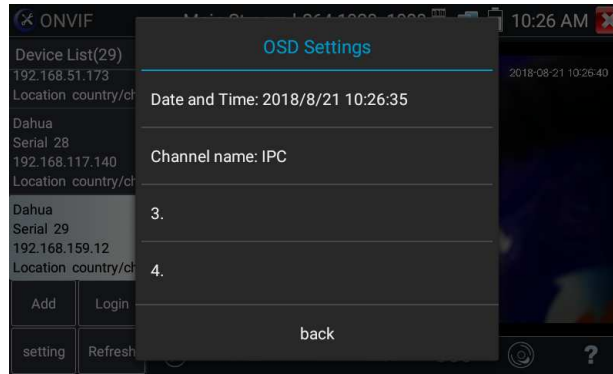 ONVIF
10:26 AM
Device List(29)
192.168.51.173
Location country/ch
Dahua
Serial 28
192.168.117.140
Location country/ch
Dahua
Serial 29
192.168.159.12
Location country/ch
Add
Login
setting
Refresh
OSD Settings
Date and Time: 2018/8/21 10:26:35
Channel name: IPC
3.
4.
back
2018-08-21 10:26:40
?